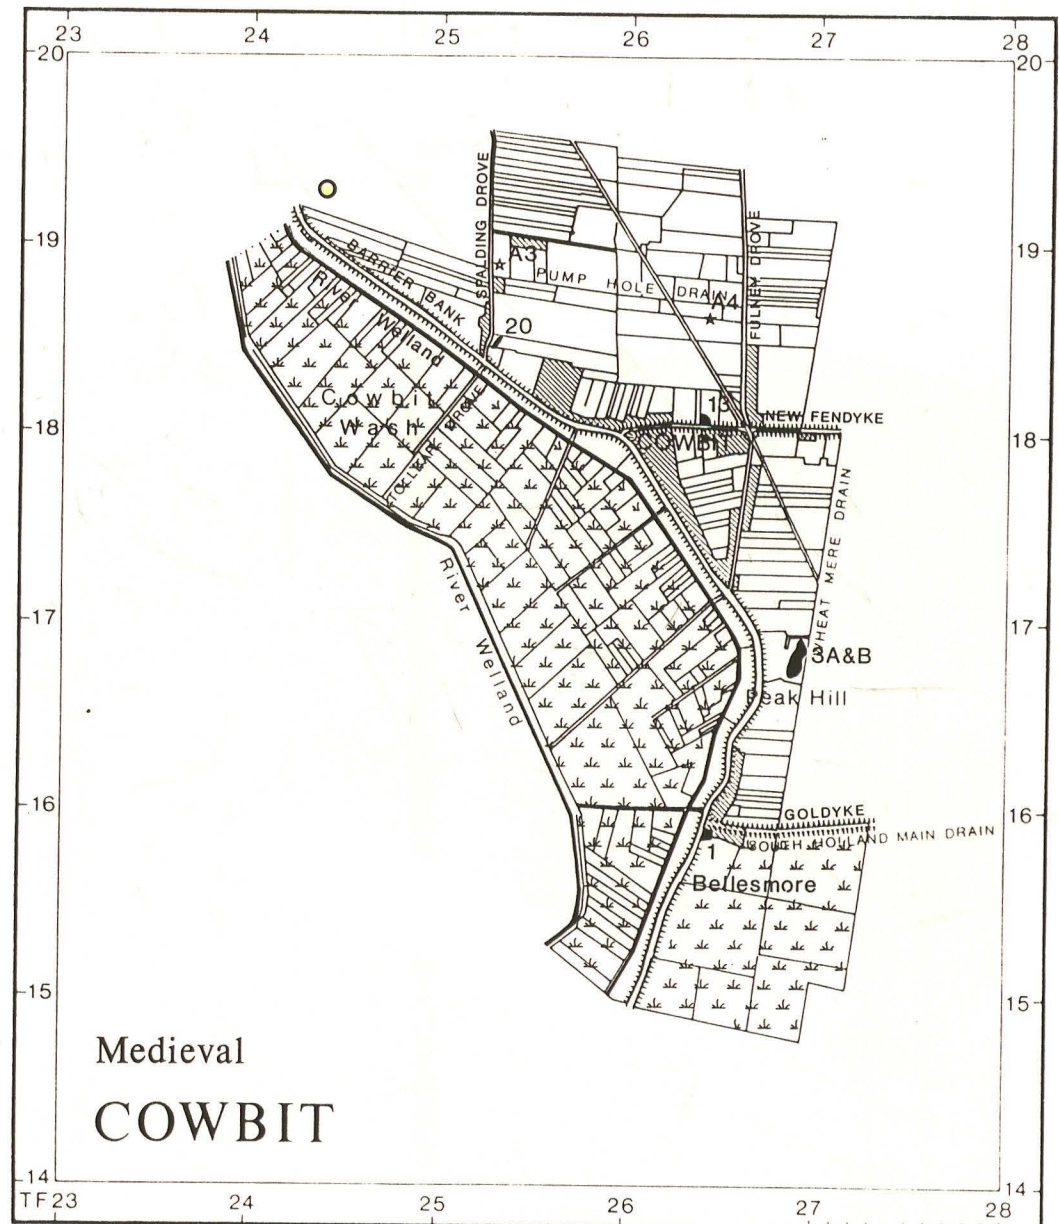 23 24 25 26 27 28
20 20
SPALDING DROVE
FULNEY DROVE
19 19
BARRIER BANK
A3
PUMP HOLE DRAIN
A4
River Welland
20
Cowbit
Wash
TOLLBAR DROVE
13
NEW FENDYKE
18 18
COWBIT
WHEAT MERE DRAIN
River Welland
17 17
3A&B
Peak Hill
16 16
GOLDYKE
SOUTH HOLLAND MAIN DRAIN
1
Bellesmore
15 15
Medieval
COWBIT
14 14
TF 23 24 25 26 27 28